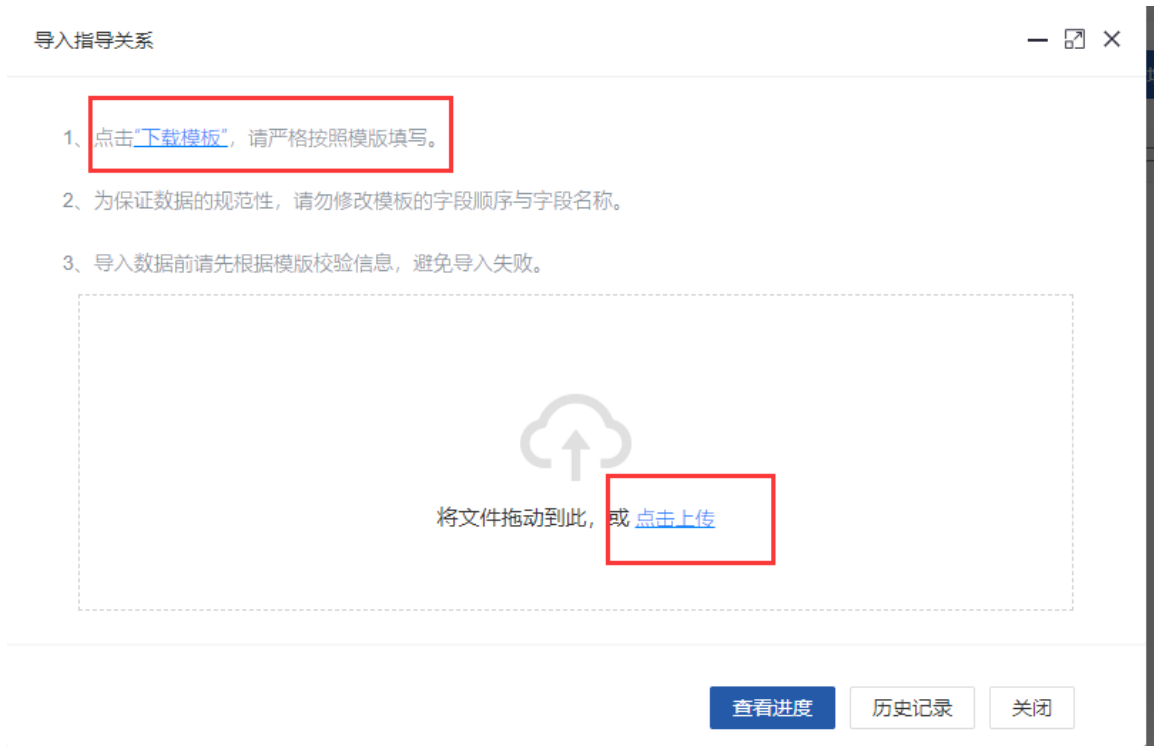 导入指导关系
1、点击“下载模板”，请严格按照模版填写。
2、为保证数据的规范性，请勿修改模板的字段顺序与字段名称。
3、导入数据前请先根据模版校验信息，避免导入失败。
将文件拖动到此，或 点击上传
查看进度 历史记录 关闭